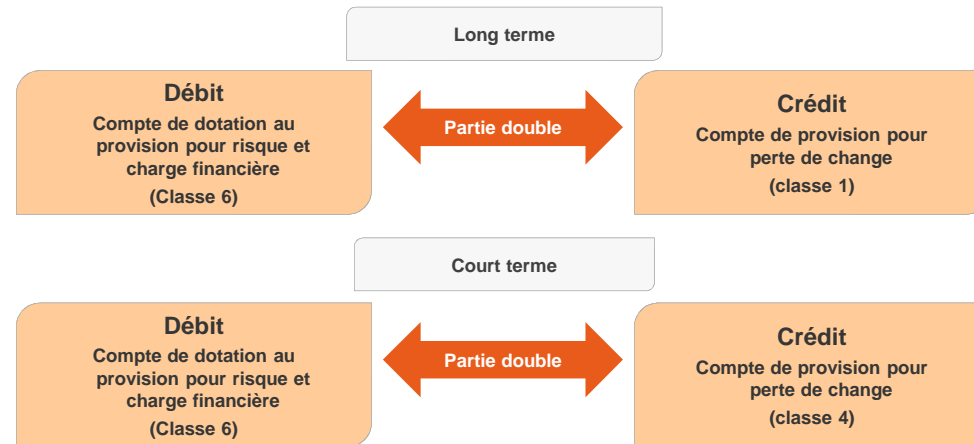 Long terme
Débit
Compte de dotation au
provision pour risque et
charge financière
(Classe 6)
Partie double
Crédit
Compte de provision pour
perte de change
(classe 1)
Court terme
Débit
Compte de dotation au
provision pour risque et
charge financière
(Classe 6)
Partie double
Crédit
Compte de provision pour
perte de change
(classe 4)